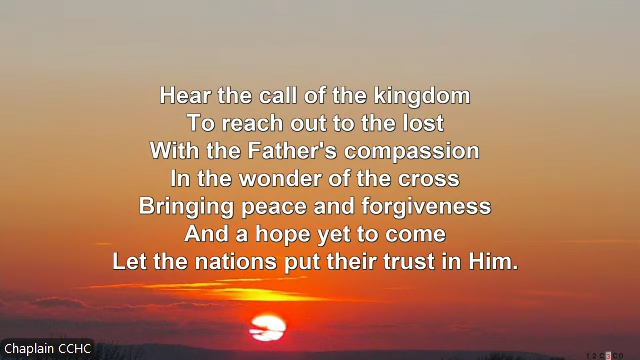 Hear the call of the kingdom
To reach out to the lost
With the Father's compassion
In the wonder of the cross
Bringing peace and forgiveness
And a hope yet to come
Let the nations put their trust in Him.
Chaplain CCHC